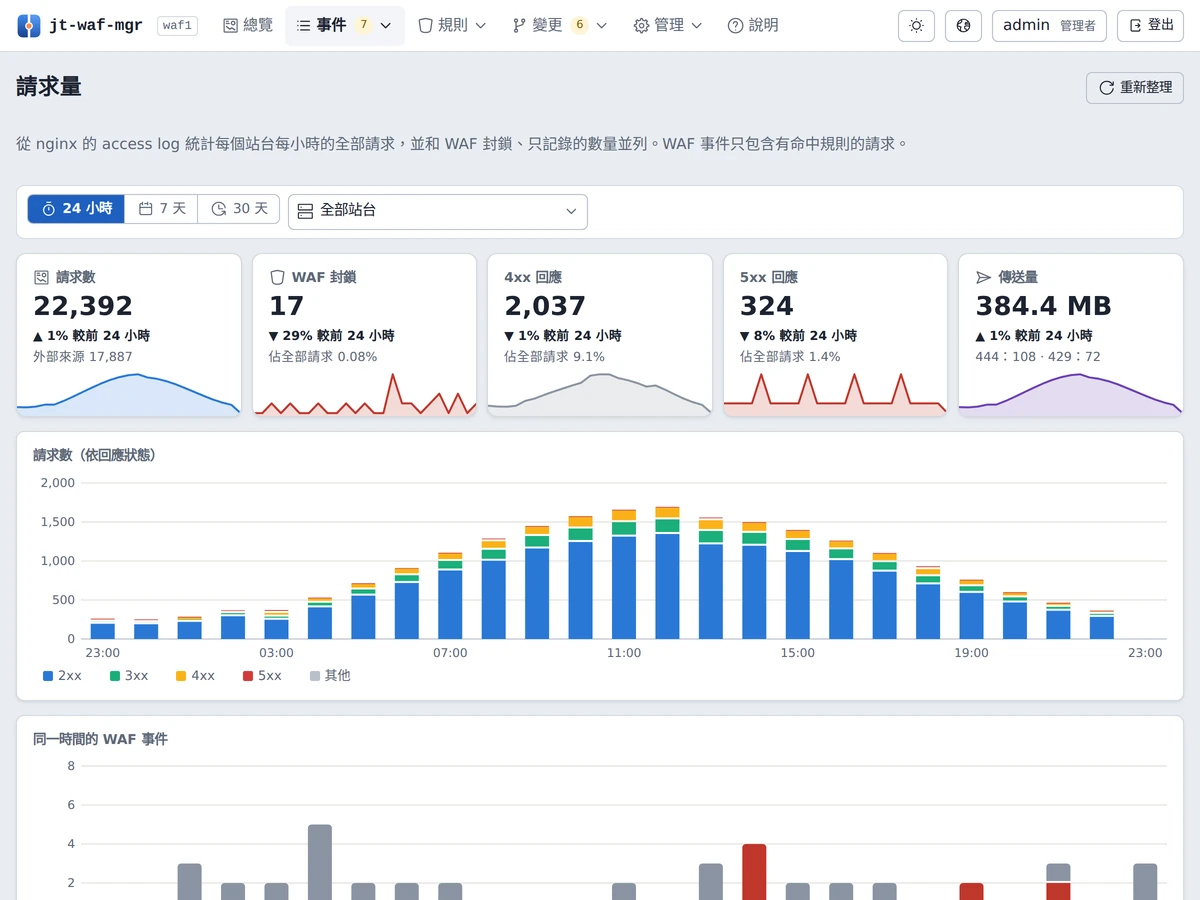 jt-waf-mgr waf1 總覽 事件 7 規則 變更 6 管理 說明 admin 管理者 登出
請求量
重新整理
從 nginx 的 access log 統計每個站台每小時的全部請求，並和 WAF 封鎖、只記錄的數量並列。WAF 事件只包含有命中規則的請求。
24 小時 7 天 30 天 全部站台
請求數
22,392
▲ 1% 較前 24 小時
外部來源 17,887
WAF 封鎖
17
▼ 29% 較前 24 小時
佔全部請求 0.08%
4xx 回應
2,037
▼ 1% 較前 24 小時
佔全部請求 9.1%
5xx 回應
324
▼ 8% 較前 24 小時
佔全部請求 1.4%
傳送量
384.4 MB
▲ 1% 較前 24 小時
444：108 · 429：72
請求數（依回應狀態）
2,000
1,500
1,000
500
0
23:00 03:00 07:00 11:00 15:00 19:00 23:00
2xx 3xx 4xx 5xx 其他
同一時間的 WAF 事件
8
6
4
2